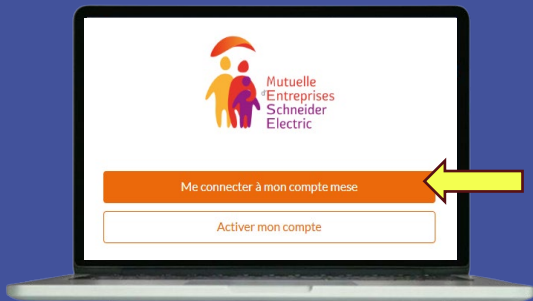 Mutuelle
d'Entreprises
Schneider
Electric
Me connecter à mon compte mese
Activer mon compte